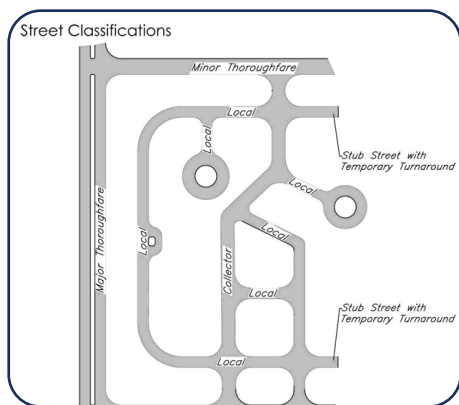 Street Classifications
Minor Thoroughfare
Local
Local
Stub Street with
Temporary Turnaround
Local
Major Thoroughfare
Local
Local
Collector
Local
Stub Street with
Temporary Turnaround
Local